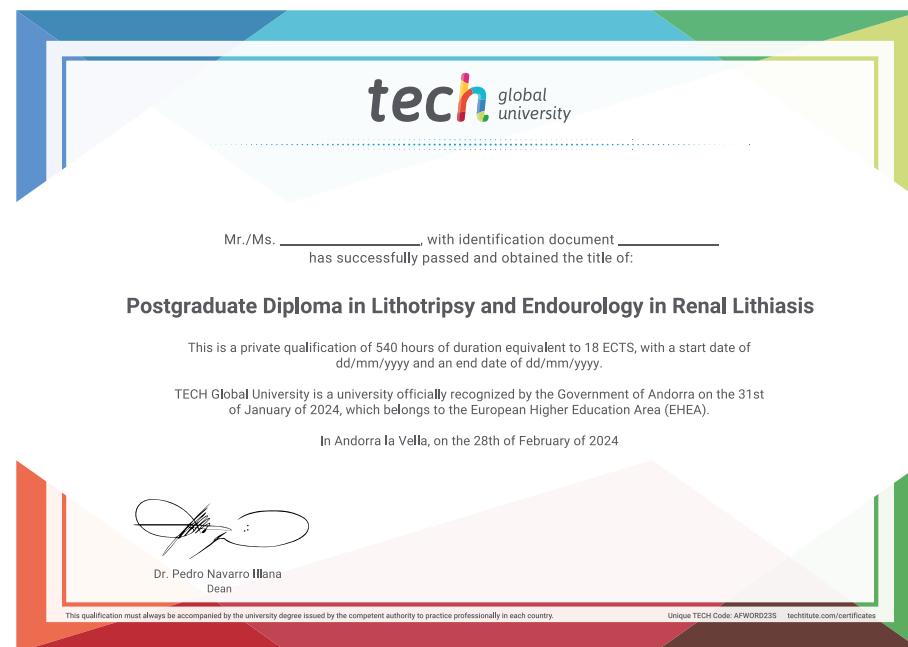 tech global university
Mr./Ms. ____________________, with identification document ______________
has successfully passed and obtained the title of:
Postgraduate Diploma in Lithotripsy and Endourology in Renal Lithiasis
This is a private qualification of 540 hours of duration equivalent to 18 ECTS, with a start date of
dd/mm/yyyy and an end date of dd/mm/yyyy.
TECH Global University is a university officially recognized by the Government of Andorra on the 31st
of January of 2024, which belongs to the European Higher Education Area (EHEA).
In Andorra la Vella, on the 28th of February of 2024
Dr. Pedro Navarro Illana
Dean
This qualification must always be accompanied by the university degree issued by the competent authority to practice professionally in each country.
Unique TECH Code: AFWORD23S techtitute.com/certificates